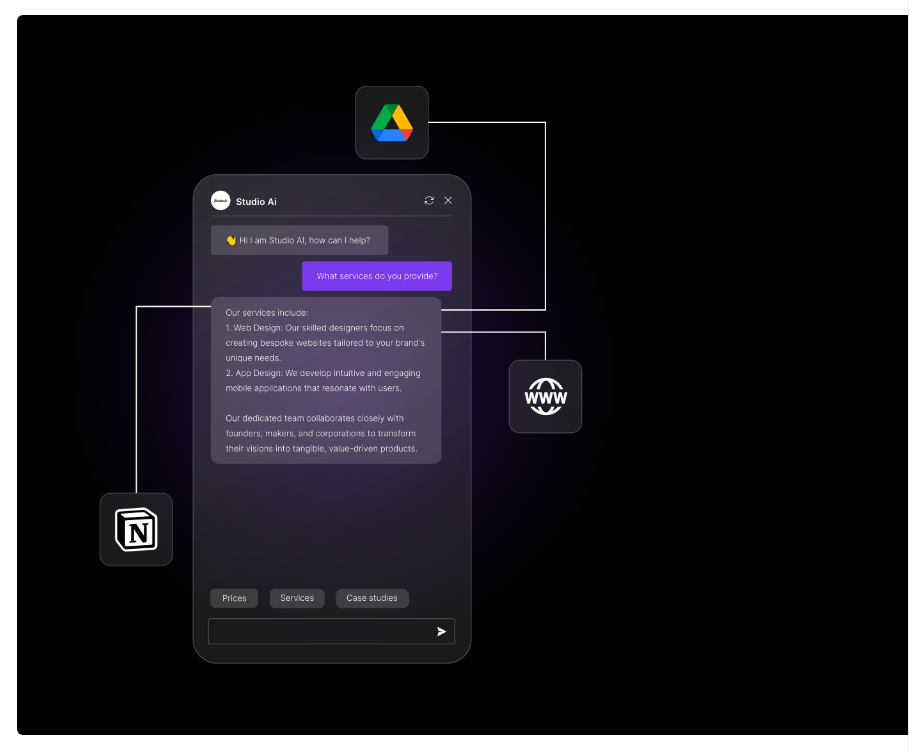 Studio Ai
👋 Hi I am Studio AI, how can I help?
What services do you provide?
Our services include:
1. Web Design: Our skilled designers focus on
creating bespoke websites tailored to your brand's
unique needs.
2. App Design: We develop intuitive and engaging
mobile applications that resonate with users.
Our dedicated team collaborates closely with
founders, makers, and corporations to transform
their visions into tangible, value-driven products.
WWW
N
Prices Services Case studies